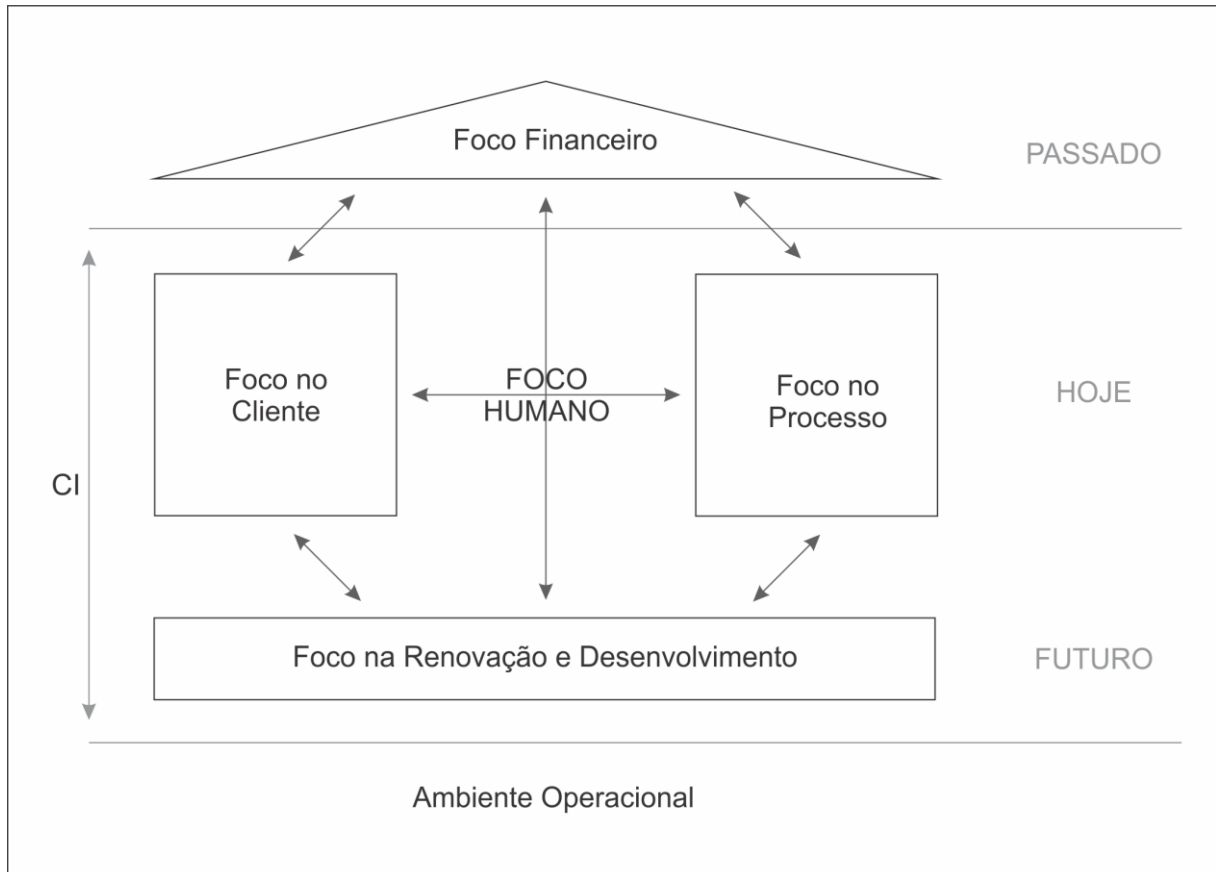 Foco Financeiro
PASSADO
Foco no
Cliente
FOCO
HUMANO
Foco no
Processo
HOJE
CI
Foco na Renovação e Desenvolvimento
FUTURO
Ambiente Operacional